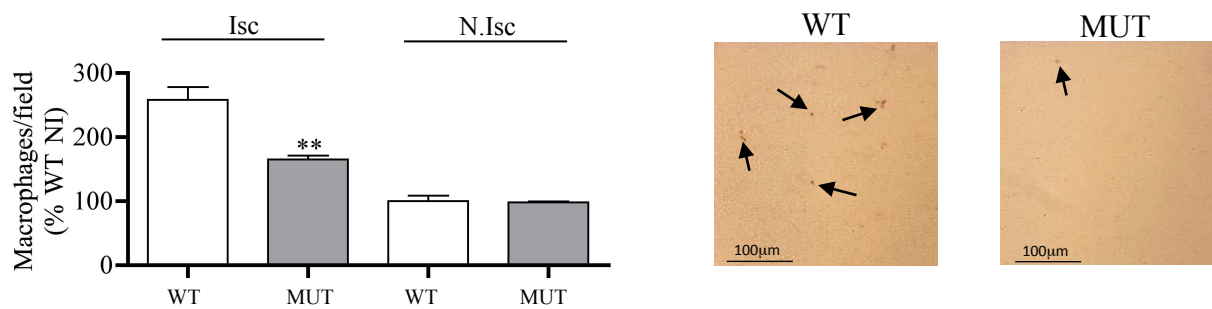 Isc
N.Isc
Macrophages/field
(% WT NI)
300
200
100
0
**
WT
MUT
WT
MUT
WT
100μm
MUT
100μm